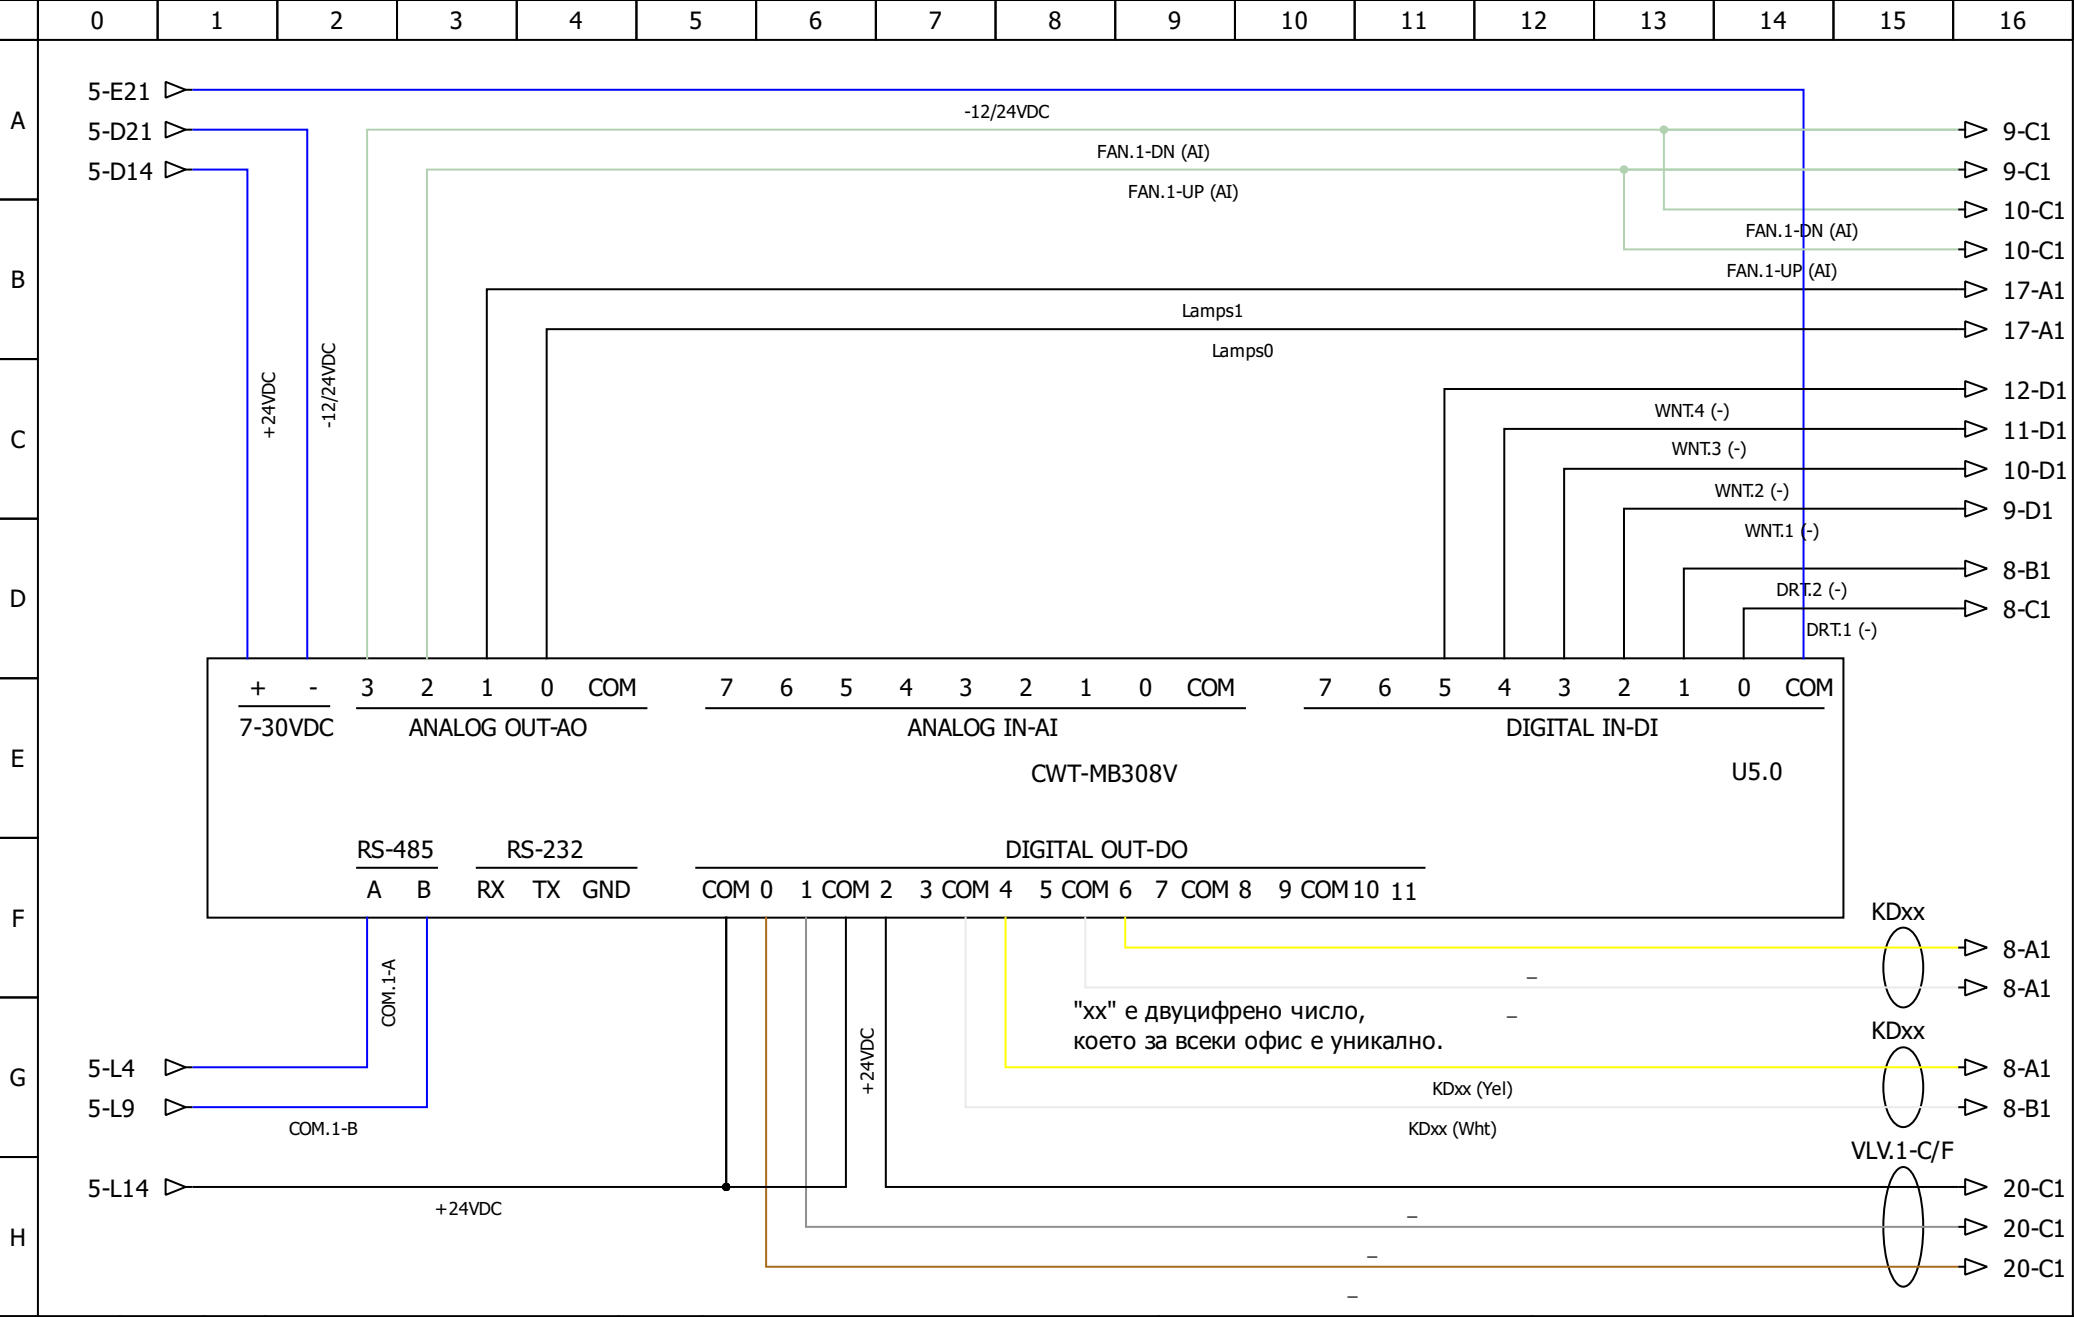 0 1 2 3 4 5 6 7 8 9 10 11 12 13 14 15 16
A
B
C
D
E
F
G
H
5-E21
-12/24VDC
5-D21
9-C1
FAN.1-DN (AI)
5-D14
9-C1
FAN.1-UP (AI)
10-C1
FAN.1-DN (AI)
10-C1
FAN.1-UP (AI)
17-A1
Lamps1
17-A1
Lamps0
+24VDC
-12/24VDC
12-D1
WNT.4 (-)
11-D1
WNT.3 (-)
10-D1
WNT.2 (-)
9-D1
WNT.1 (-)
8-B1
DRT.2 (-)
8-C1
DRT.1 (-)
+ - 3 2 1 0 COM 7 6 5 4 3 2 1 0 COM 7 6 5 4 3 2 1 0 COM
7-30VDC ANALOG OUT-AO ANALOG IN-AI DIGITAL IN-DI
CWT-MB308V U5.0
RS-485 RS-232 DIGITAL OUT-DO
A B RX TX GND COM 0 1 COM 2 3 COM 4 5 COM 6 7 COM 8 9 COM 10 11
KDxx
8-A1
_
8-A1
_
COM.1-A
"xx" е двуцифрено число,
което за всеки офис е уникално.
KDxx
5-L4
8-A1
KDxx (Yel)
5-L9
8-B1
COM.1-B
KDxx (Wht)
+24VDC
VLV.1-C/F
5-L14
20-C1
+24VDC
_
20-C1
_
20-C1
_